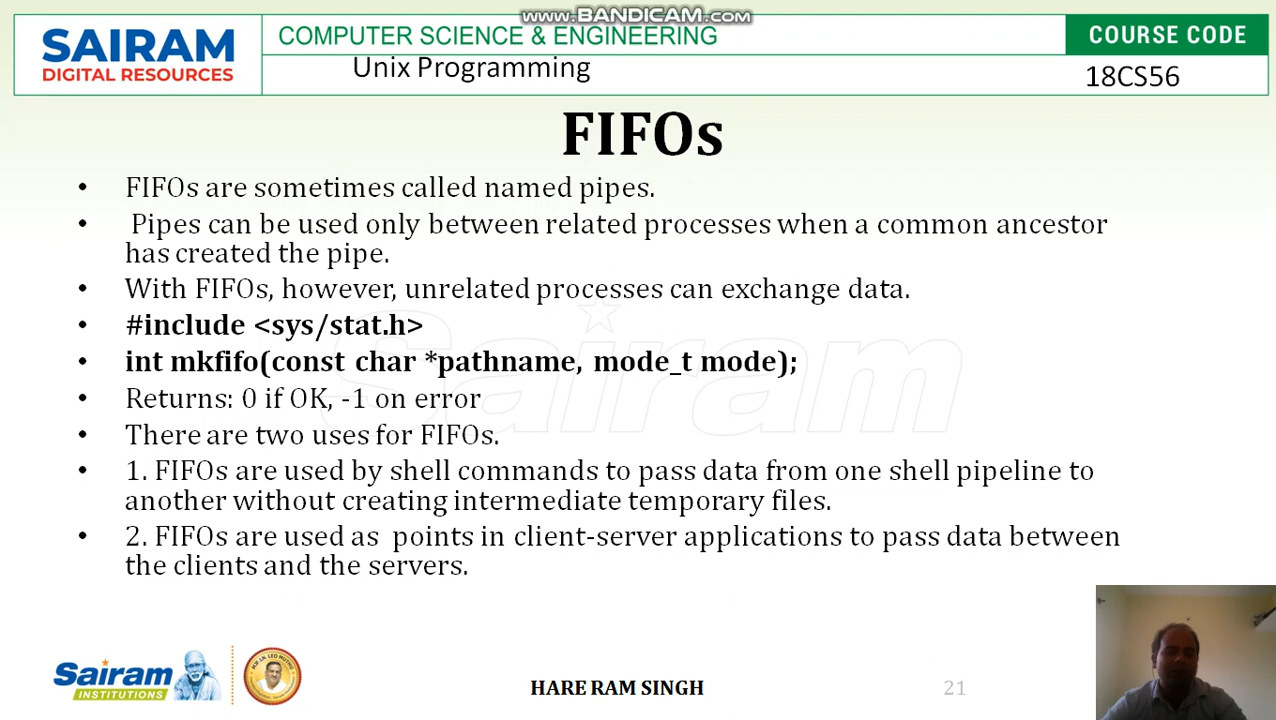 www.BANDICAM.com
SAIRAM
DIGITAL RESOURCES
COMPUTER SCIENCE & ENGINEERING
COURSE CODE
Unix Programming
18CS56
FIFOs
• FIFOs are sometimes called named pipes.
• Pipes can be used only between related processes when a common ancestor
has created the pipe.
• With FIFOs, however, unrelated processes can exchange data.
• #include <sys/stat.h>
• int mkfifo(const char *pathname, mode_t mode);
• Returns: 0 if OK, -1 on error
• There are two uses for FIFOs.
• 1. FIFOs are used by shell commands to pass data from one shell pipeline to
another without creating intermediate temporary files.
• 2. FIFOs are used as points in client-server applications to pass data between
the clients and the servers.
Sairam
Sairam
INSTITUTIONS
HARE RAM SINGH
21